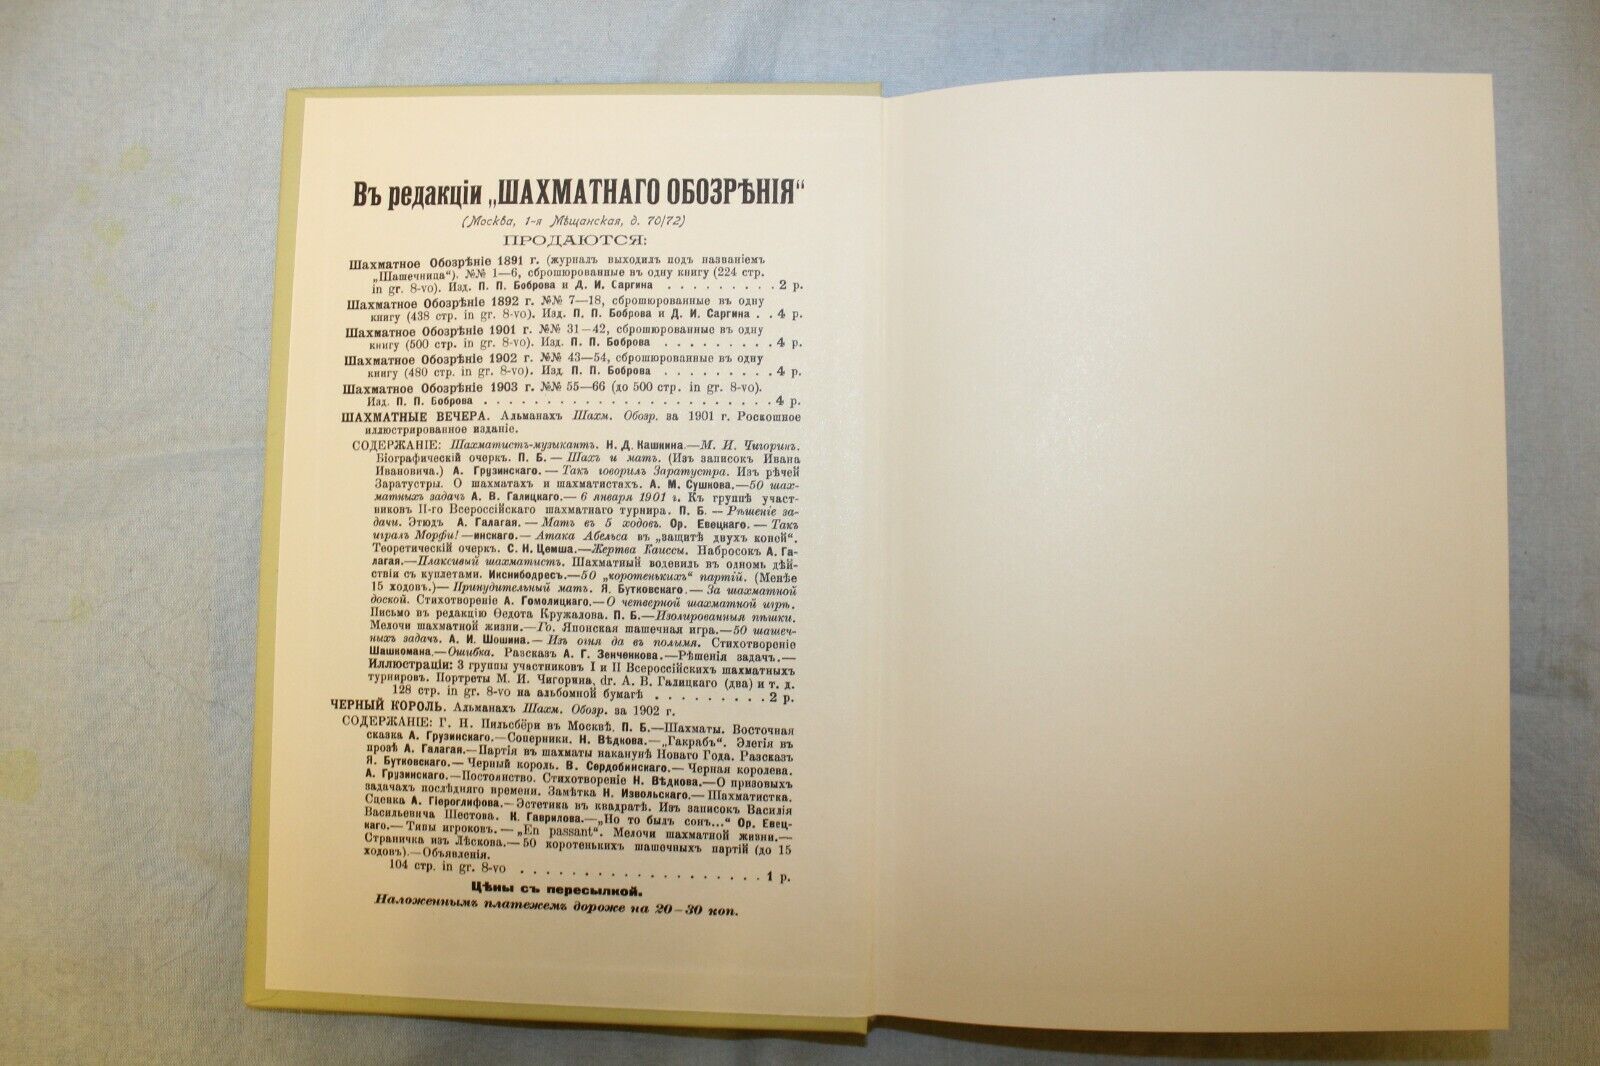 Въ редакціи „ШАХМАТНАГО ОБОЗРѢНІЯ“
(Москва, 1-я Мѣщанская, д. 70/72)
ПРОДАЮТСЯ:
Шахматное Обозрѣніе 1891 г. (журналъ выходилъ подъ названіемъ
„Шашечница“). №№ 1—6, сброшюрованные въ одну книгу (224 стр.
in gr. 8-vo). Изд. П. П. Боброва и Д. И. Саргина . . . . . . . . . 2 р.
Шахматное Обозрѣніе 1892 г. №№ 7—18, сброшюрованные въ одну
книгу (438 стр. in gr. 8-vo). Изд. П. П. Боброва и Д. И. Саргина . . 4 р.
Шахматное Обозрѣніе 1901 г. №№ 31—42, сброшюрованные въ одну
книгу (500 стр. in gr. 8-vo). Изд. П. П. Боброва . . . . . . . . . 4 р.
Шахматное Обозрѣніе 1902 г. №№ 43—54, сброшюрованные въ одну
книгу (480 стр. in gr. 8-vo). Изд. П. П. Боброва . . . . . . . . . 4 р.
Шахматное Обозрѣніе 1903 г. №№ 55—66 (до 500 стр. in gr. 8-vo).
Изд. П. П. Боброва . . . . . . . . . . . . . . . . . . . . . . . 4 р.
ШАХМАТНЫЕ ВЕЧЕРА. Альманахъ Шахм. Обозр. за 1901 г. Роскошное
иллюстрированное изданіе.
СОДЕРЖАНІЕ: Шахматистъ-музыкантъ. Н. Д. Кашкина.—М. И. Чигоринъ.
Біографическій очеркъ. П. Б. — Шахъ и матъ. (Изъ записокъ Ивана
Ивановича.) А. Грузинскаго. — Такъ говорилъ Заратустра. Изъ рѣчей
Заратустры. О шахматахъ и шахматистахъ. А. М. Сушкова.—50 шах-
матныхъ задачъ А. В. Галицкаго.— 6 января 1901 г. Къ группѣ участ-
никовъ II-го Всероссійскаго шахматнаго турнира. П. Б. — Рѣшеніе за-
дачи. Этюдъ А. Галагая. — Матъ въ 5 ходовъ. Ор. Евецкаго. — Такъ
игралъ Морфи! —инскаго. — Атака Абельса въ „защитѣ двухъ коней“.
Теоретическій очеркъ. С. Н. Цемша.—Жертва Каиссы. Набросокъ А. Га-
лагая.—Плаксивый шахматистъ. Шахматный водевиль въ одномъ дѣй-
ствіи съ куплетами. Икснибодресъ.—50 „коротенькихъ“ партій. (Менѣе
15 ходовъ.)— Принудительный матъ. Я. Бутковскаго. — За шахматной
доской. Стихотвореніе А. Гомолицкаго.—О четверной шахматной игрѣ.
Письмо въ редакцію Ѳедота Кружалова. П. Б.—Изолированныя пѣшки.
Мелочи шахматной жизни.—Го. Японская шашечная игра.—50 шашеч-
ныхъ задачъ. А. И. Шошина. — Изъ огня да въ полымя. Стихотвореніе
Шашкомана.—Ошибка. Разсказъ А. Г. Зенченкова.—Рѣшенія задачъ.—
Иллюстраціи: 3 группы участниковъ I и II Всероссійскихъ шахматныхъ
турнировъ. Портреты М. И. Чигорина, dr. А. В. Галицкаго (два) и т. д.
128 стр. in gr. 8-vo на альбомной бумагѣ . . . . . . . . 2 р.
ЧЕРНЫЙ КОРОЛЬ. Альманахъ Шахм. Обозр. за 1902 г.
СОДЕРЖАНІЕ: Г. Н. Пильсбёри въ Москвѣ. П. Б.—Шахматы. Восточная
сказка А. Грузинскаго.—Соперники. Н. Вѣдкова.—„Гакрабъ“. Элегія въ
прозѣ А. Галагая.—Партія въ шахматы наканунѣ Новаго Года. Разсказъ
Я. Бутковскаго.— Черный король. В. Сердобинскаго.— Черная королева.
А. Грузинскаго.—Постоянство. Стихотвореніе Н. Вѣдкова.—О призовыхъ
задачахъ послѣдняго времени. Замѣтка Н. Извольскаго.— Шахматистка.
Сценка А. Гіероглифова.—Эстетика въ квадратѣ. Изъ записокъ Василія
Васильевича Шестова. К. Гаврилова.—„Но то былъ сонъ...“ Ор. Евец-
каго.— Типы игроковъ. — „En passant“. Мелочи шахматной жизни.—
Страничка изъ Лѣскова.—50 коротенькихъ шашечныхъ партій (до 15
ходовъ).—Объявленія.
104 стр. in gr. 8-vo . . . . . . . . . . . . . . . . . . . . 1 р.
Цѣны съ пересылкой.
Наложеннымъ платежемъ дороже на 20—30 коп.